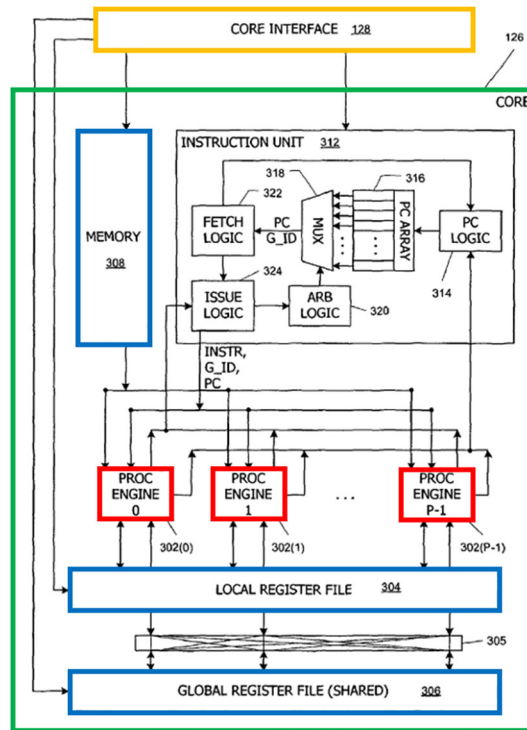 CORE INTERFACE 128
126
CORE
INSTRUCTION UNIT 312
318
316
322
FETCH
LOGIC
PC
G_ID
MUX
PC ARRAY
PC
LOGIC
314
MEMORY
308
324
ISSUE
LOGIC
ARB
LOGIC
320
INSTR,
G_ID,
PC
PROC
ENGINE
0
PROC
ENGINE
1
...
PROC
ENGINE
P-1
302(0)
302(1)
302(P-1)
LOCAL REGISTER FILE 304
305
GLOBAL REGISTER FILE (SHARED) 306